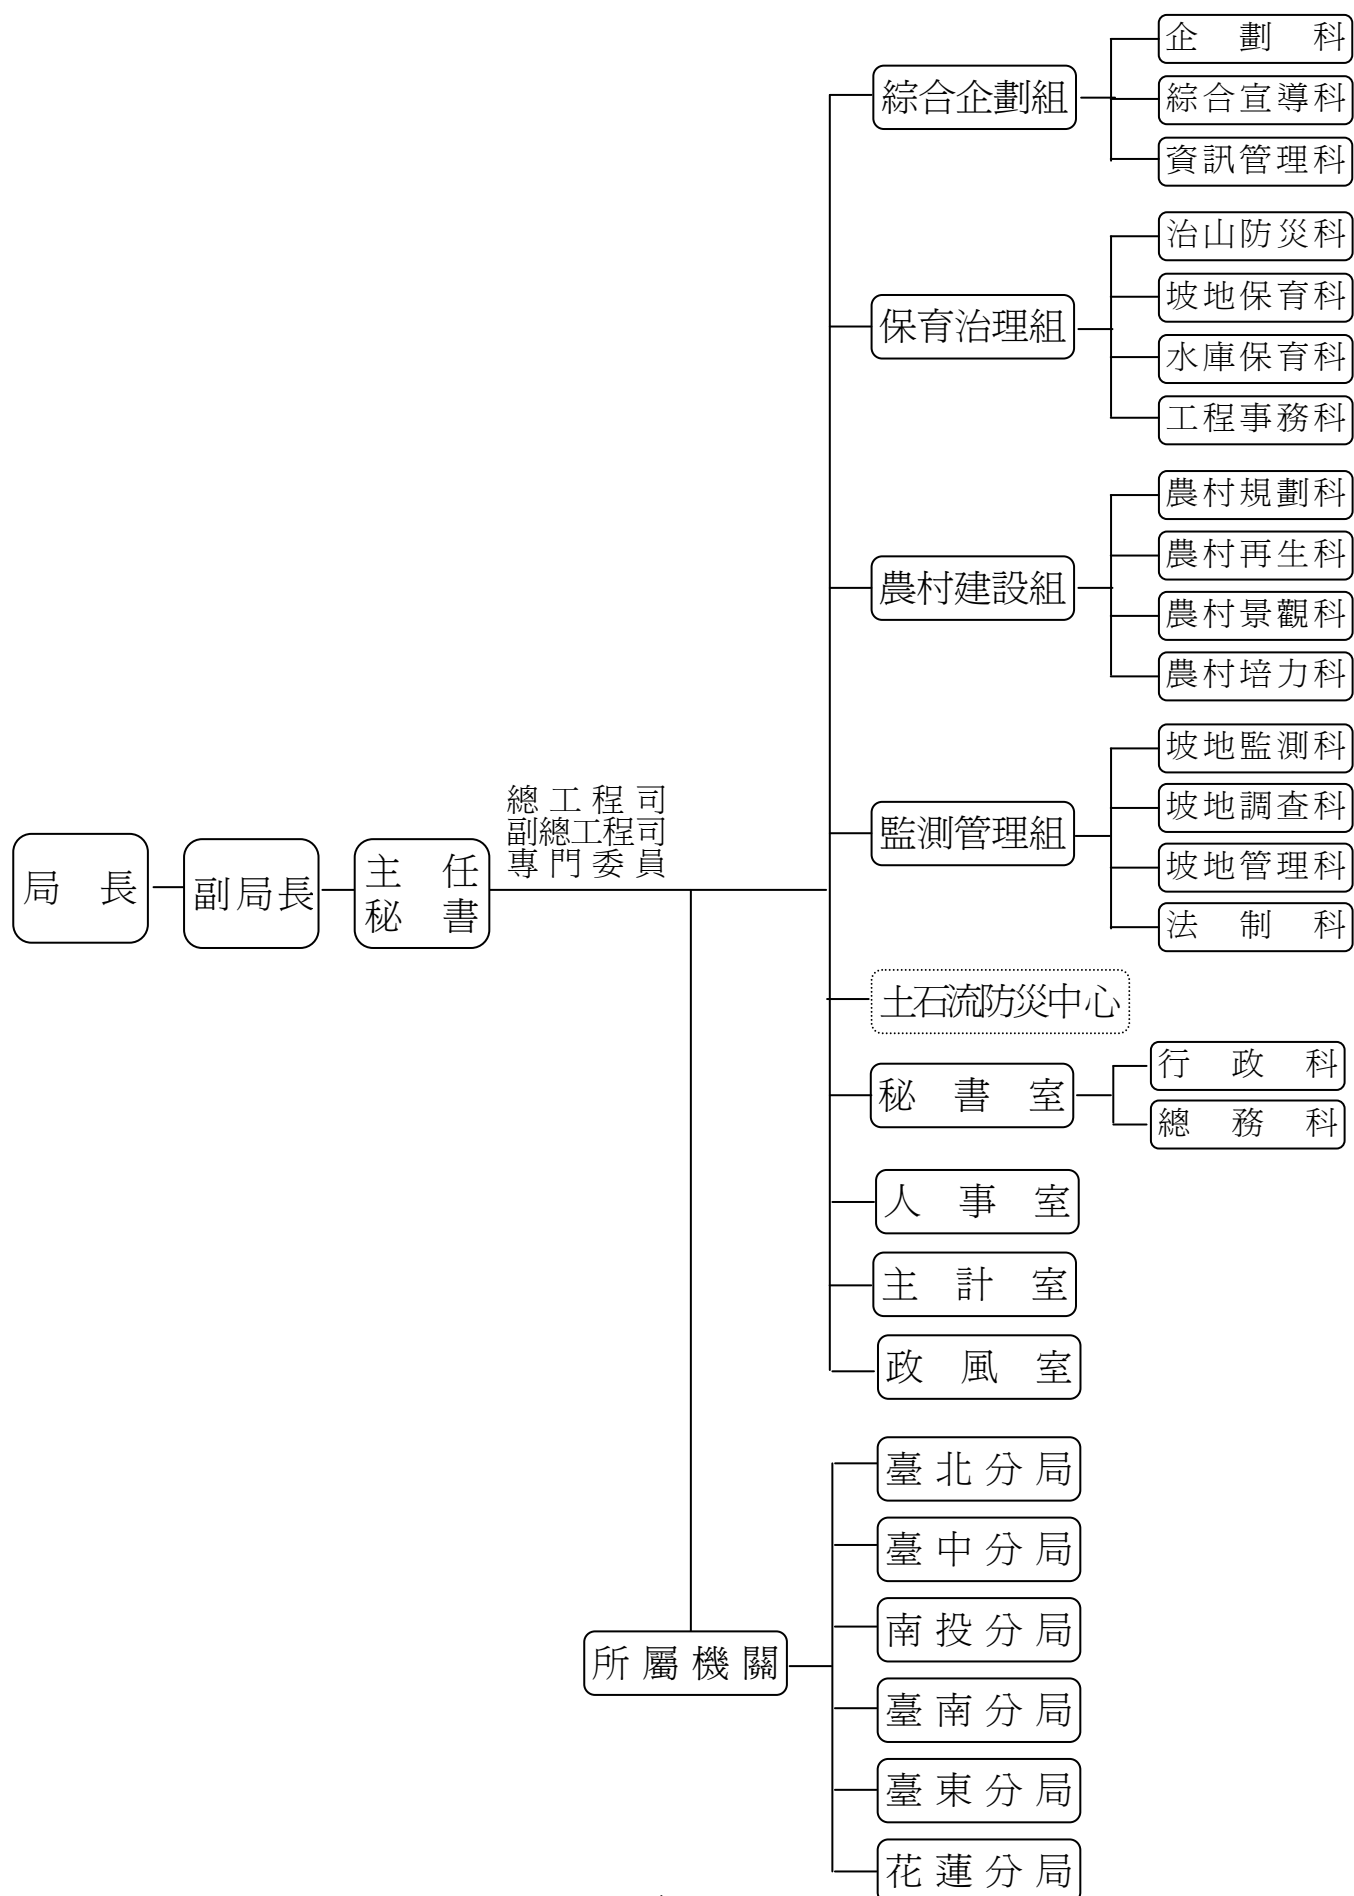 局長
副局長
主任
秘書
總工程司
副總工程司
專門委員
綜合企劃組
企劃科
綜合宣導科
資訊管理科
保育治理組
治山防災科
坡地保育科
水庫保育科
工程事務科
農村建設組
農村規劃科
農村再生科
農村景觀科
農村培力科
監測管理組
坡地監測科
坡地調查科
坡地管理科
法制科
土石流防災中心
秘書室
行政科
總務科
人事室
主計室
政風室
所屬機關
臺北分局
臺中分局
南投分局
臺南分局
臺東分局
花蓮分局